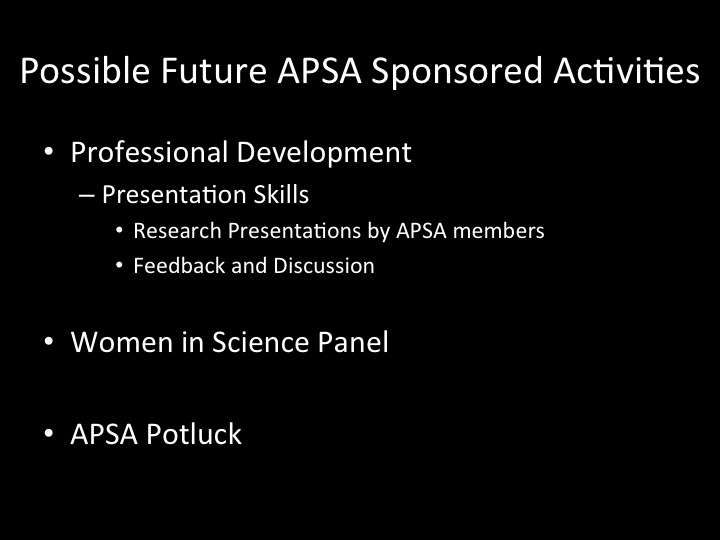 Possible Future APSA Sponsored Activities
• Professional Development
– Presentation Skills
• Research Presentations by APSA members
• Feedback and Discussion
• Women in Science Panel
• APSA Potluck